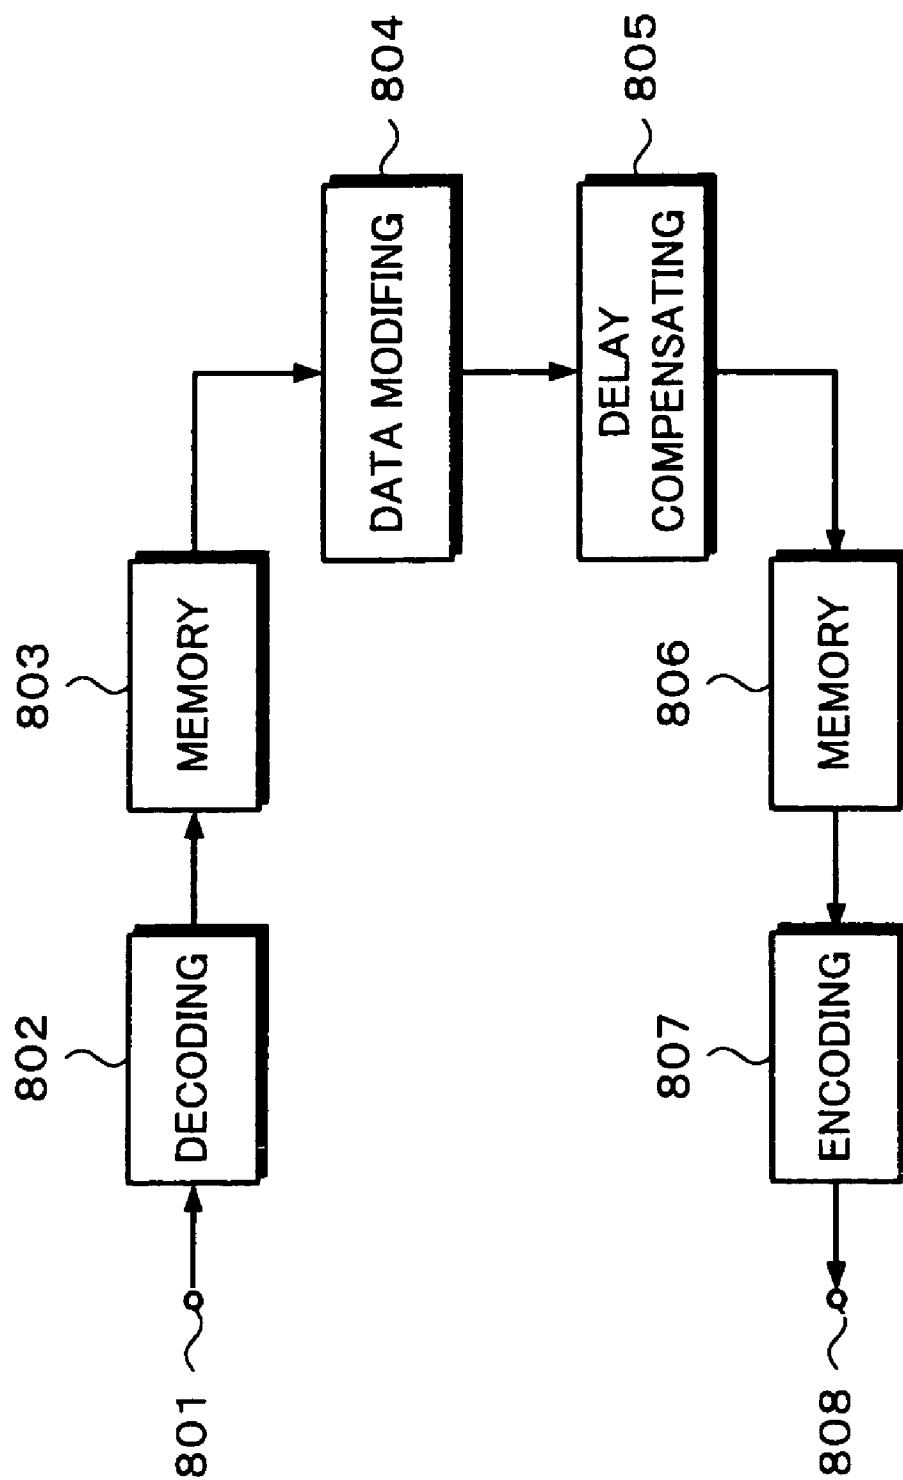 801
802
DECODING
803
MEMORY
804
DATA MODIFING
805
DELAY
COMPENSATING
806
MEMORY
807
ENCODING
808